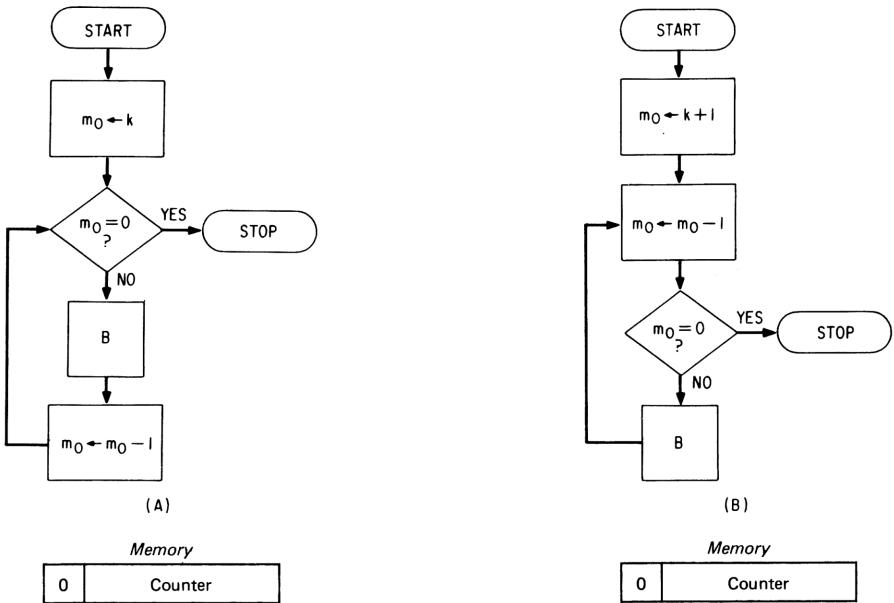 START
m₀ ← k
m₀ = 0
?
YES
STOP
NO
B
m₀ ← m₀ − 1
(A)
Memory
0 Counter
START
m₀ ← k + 1
m₀ ← m₀ − 1
m₀ = 0
?
YES
STOP
NO
B
(B)
Memory
0 Counter